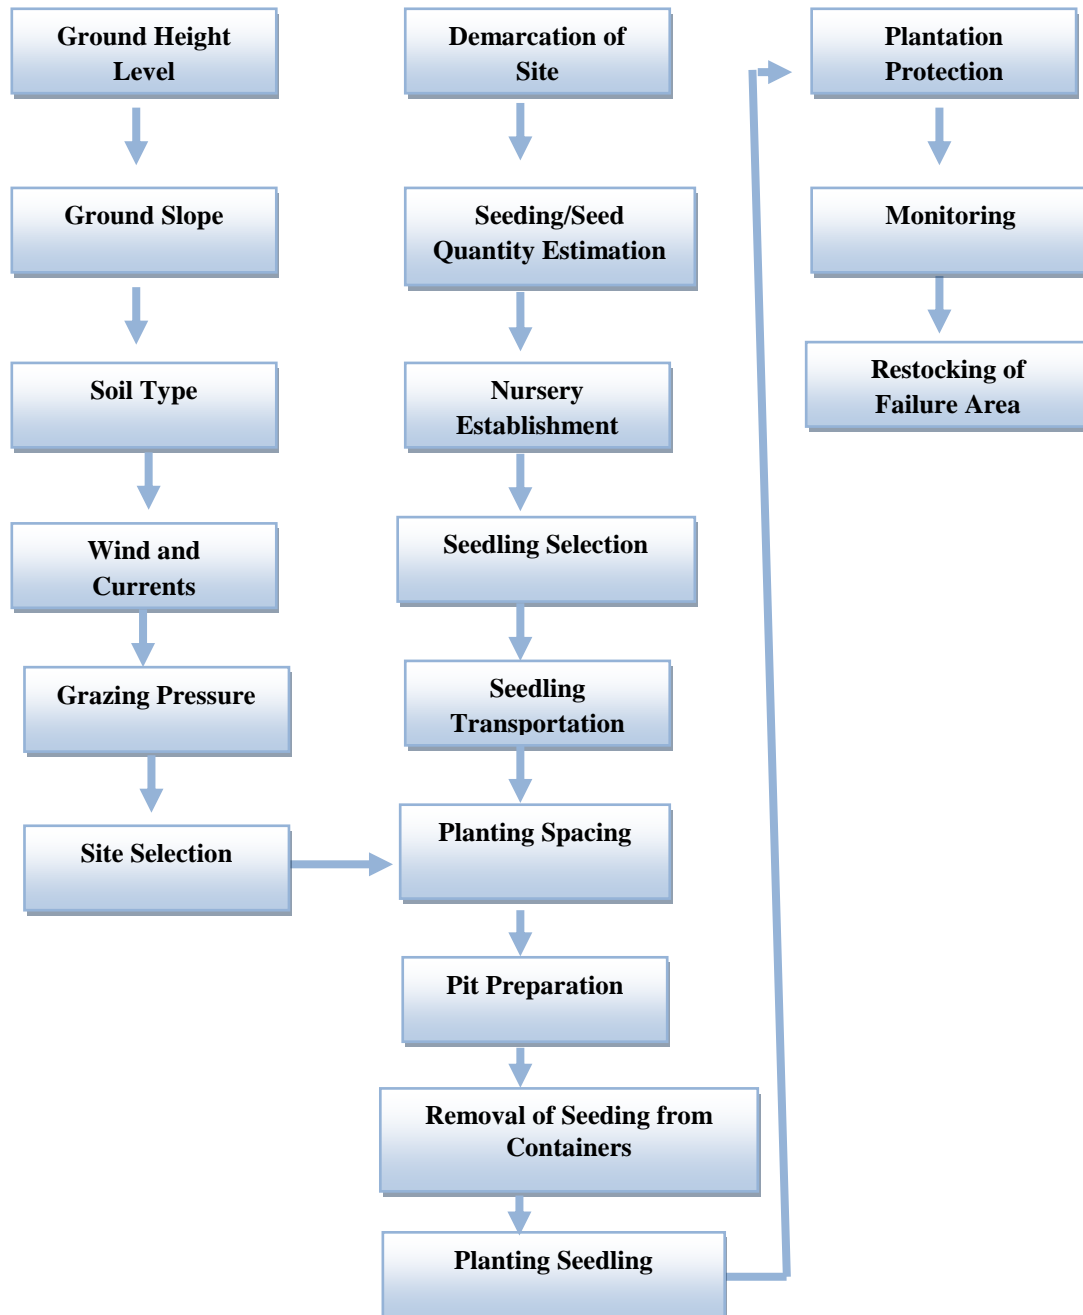 Ground Height
Level
Ground Slope
Soil Type
Wind and
Currents
Grazing Pressure
Site Selection
Demarcation of
Site
Seeding/Seed
Quantity Estimation
Nursery
Establishment
Seedling Selection
Seedling
Transportation
Planting Spacing
Pit Preparation
Removal of Seeding from
Containers
Planting Seedling
Plantation
Protection
Monitoring
Restocking of
Failure Area